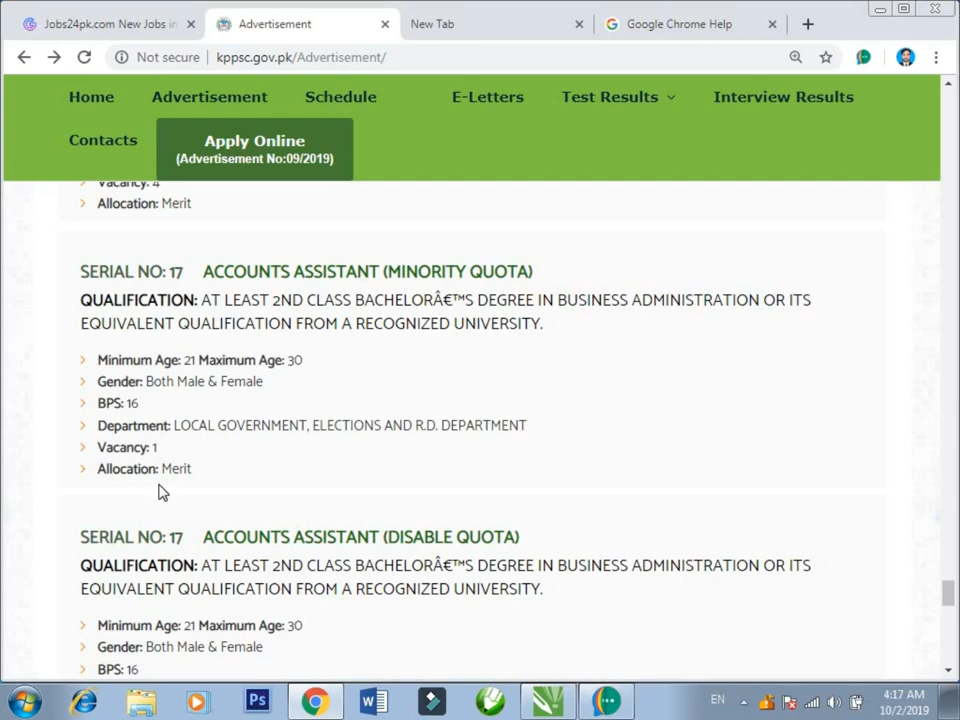 Jobs24pk.com New Jobs in
Advertisement
New Tab
Google Chrome Help
Not secure
kppsc.gov.pk/Advertisement/
Home
Advertisement
Schedule
E-Letters
Test Results
Interview Results
Contacts
Apply Online
(Advertisement No:09/2019)
Vacancy: 4
Allocation: Merit
SERIAL NO: 17 ACCOUNTS ASSISTANT (MINORITY QUOTA)
QUALIFICATION: AT LEAST 2ND CLASS BACHELORÂ€™S DEGREE IN BUSINESS ADMINISTRATION OR ITS
EQUIVALENT QUALIFICATION FROM A RECOGNIZED UNIVERSITY.
Minimum Age: 21 Maximum Age: 30
Gender: Both Male & Female
BPS: 16
Department: LOCAL GOVERNMENT, ELECTIONS AND R.D. DEPARTMENT
Vacancy: 1
Allocation: Merit
SERIAL NO: 17 ACCOUNTS ASSISTANT (DISABLE QUOTA)
QUALIFICATION: AT LEAST 2ND CLASS BACHELORÂ€™S DEGREE IN BUSINESS ADMINISTRATION OR ITS
EQUIVALENT QUALIFICATION FROM A RECOGNIZED UNIVERSITY.
Minimum Age: 21 Maximum Age: 30
Gender: Both Male & Female
BPS: 16
Ps
EN
4:17 AM
10/2/2019